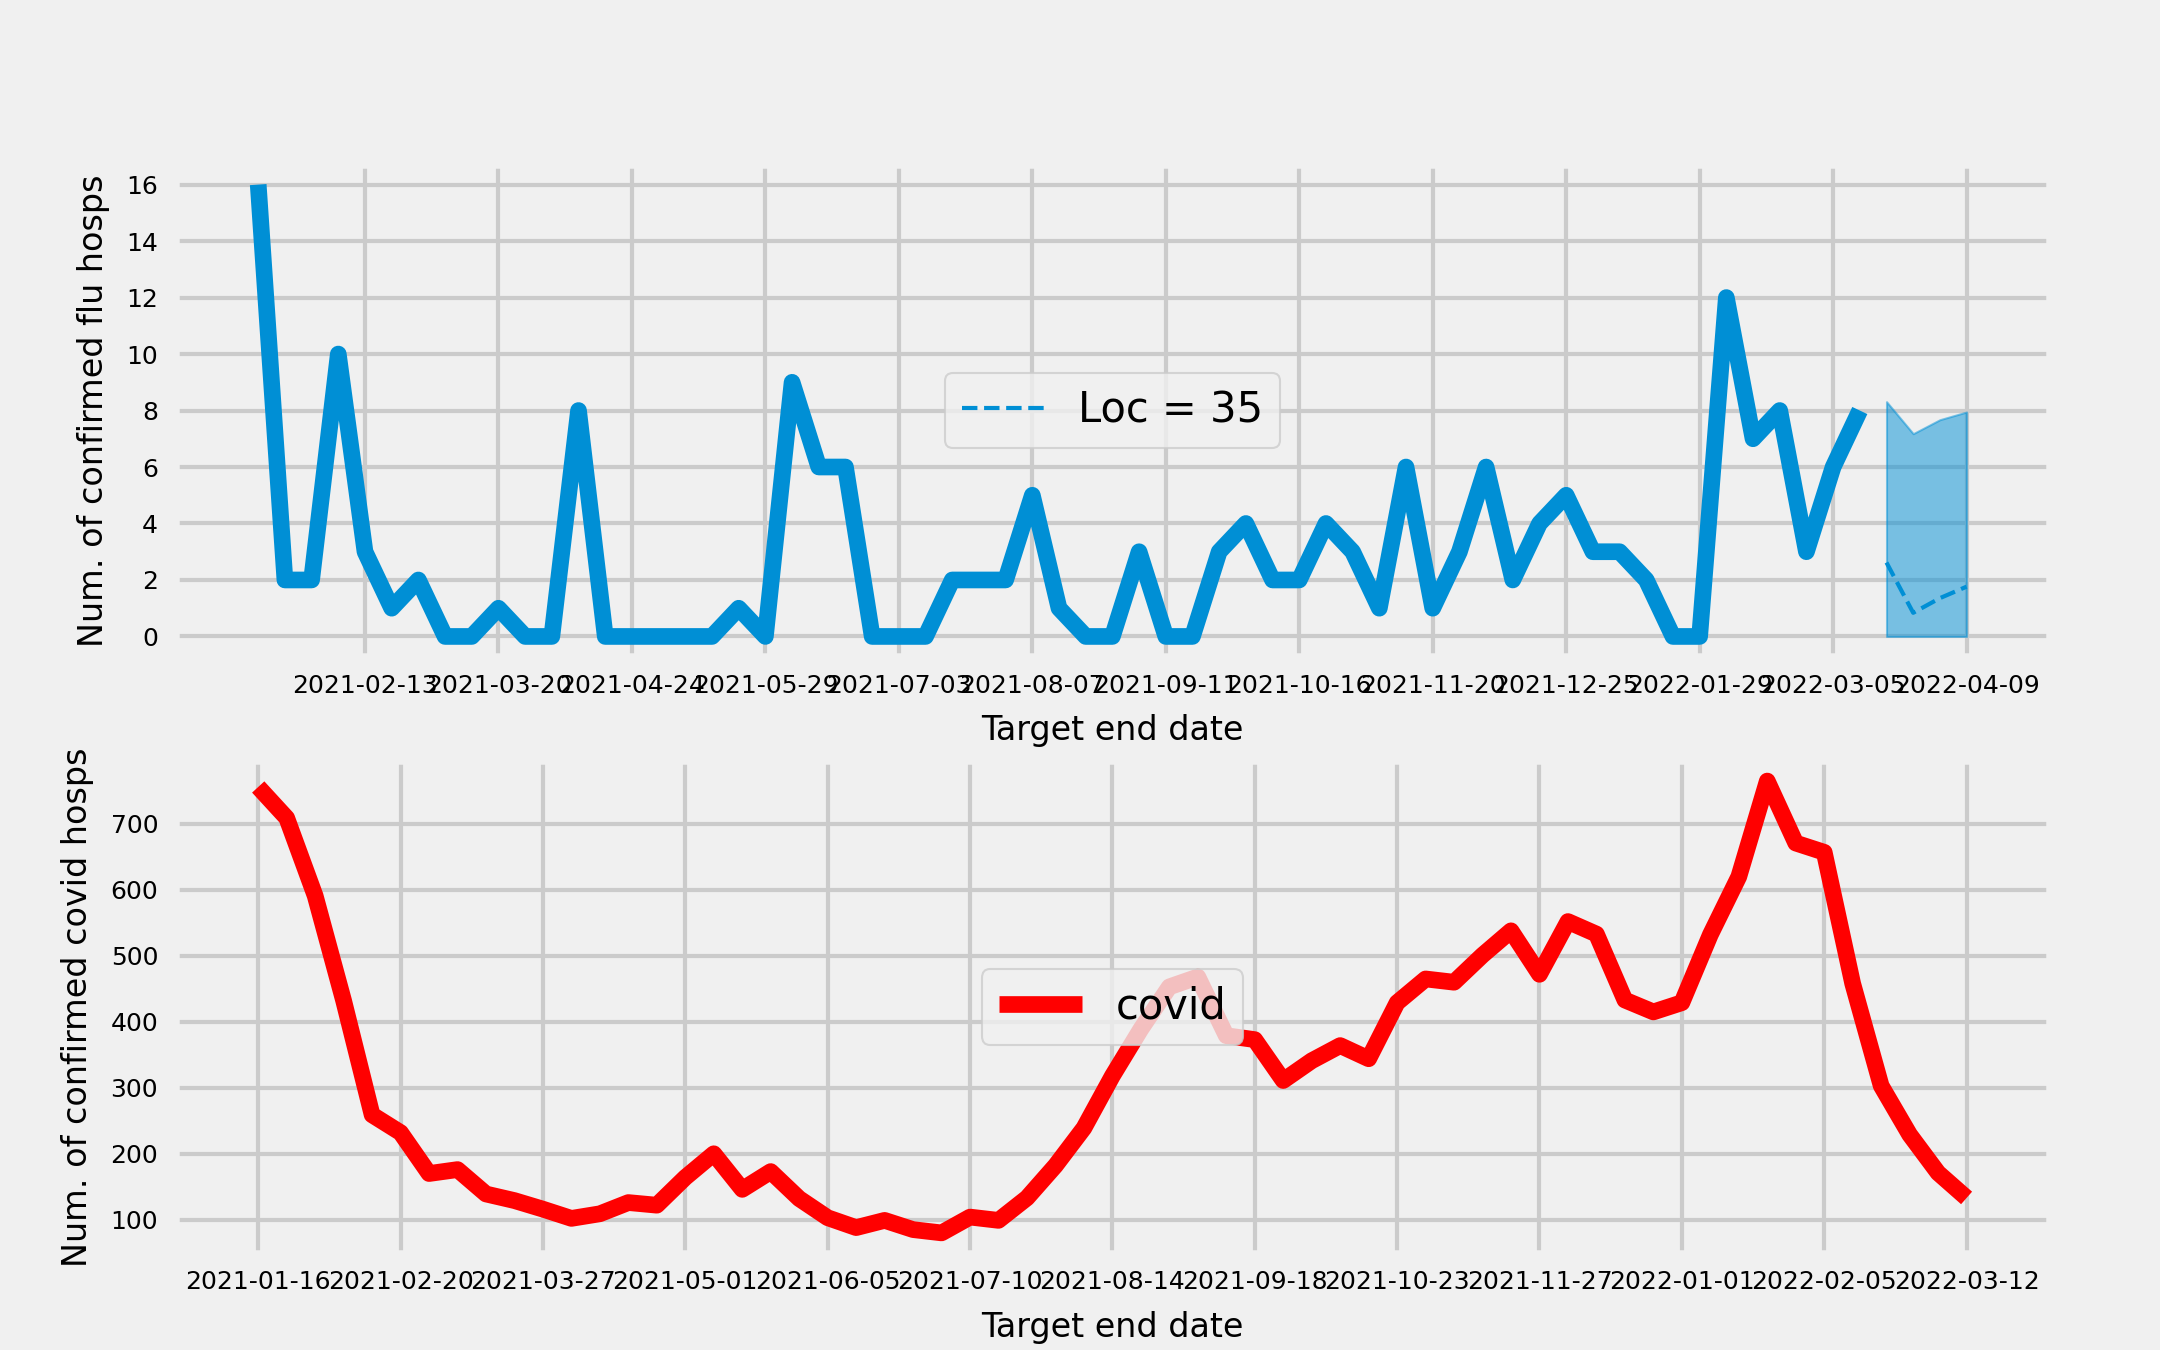 Num. of confirmed flu hosps
16
14
12
10
8
6
4
2
0
Loc = 35
2021-02-13 2021-03-20 2021-04-24 2021-05-29 2021-07-03 2021-08-07 2021-09-11 2021-10-16 2021-11-20 2021-12-25 2022-01-29 2022-03-05 2022-04-09
Target end date
Num. of confirmed covid hosps
700
600
500
400
300
200
100
covid
2021-01-16 2021-02-20 2021-03-27 2021-05-01 2021-06-05 2021-07-10 2021-08-14 2021-09-18 2021-10-23 2021-11-27 2022-01-01 2022-02-05 2022-03-12
Target end date